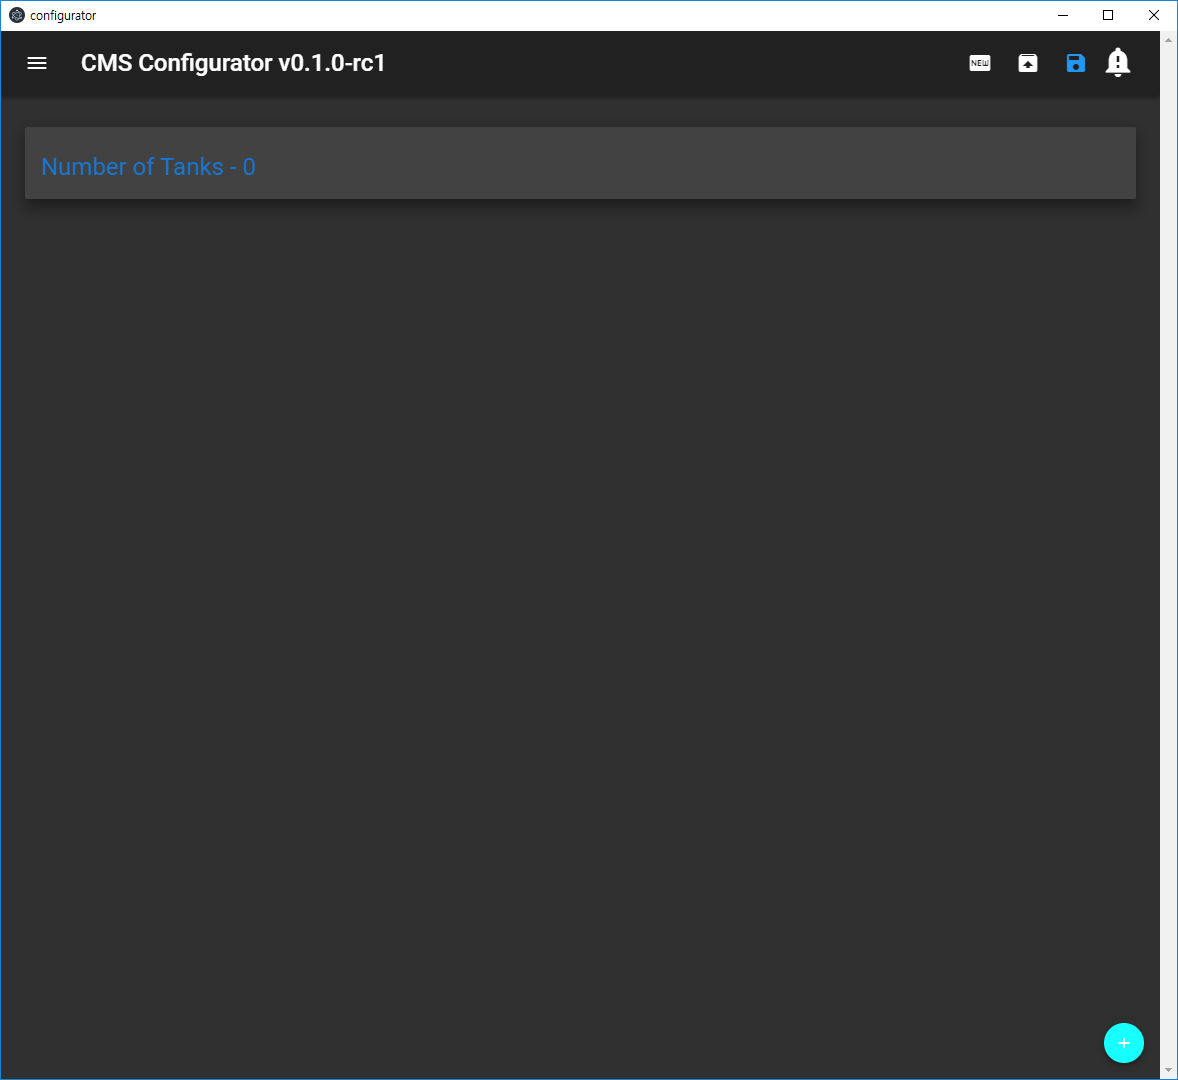 configurator
CMS Configurator v0.1.0-rc1
NEW
Number of Tanks - 0